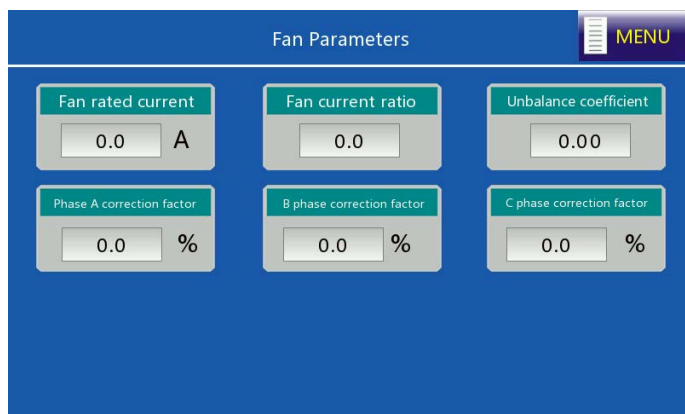 Fan Parameters
MENU
Fan rated current
Fan current ratio
Unbalance coefficient
0.0 A
0.0
0.00
Phase A correction factor
B phase correction factor
C phase correction factor
0.0 %
0.0 %
0.0 %